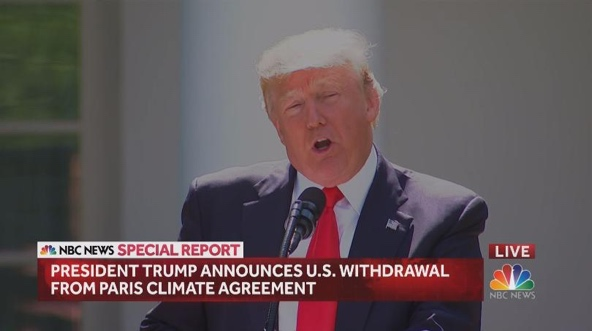 NBC NEWS SPECIAL REPORT
LIVE
PRESIDENT TRUMP ANNOUNCES U.S. WITHDRAWAL
FROM PARIS CLIMATE AGREEMENT
NBC NEWS